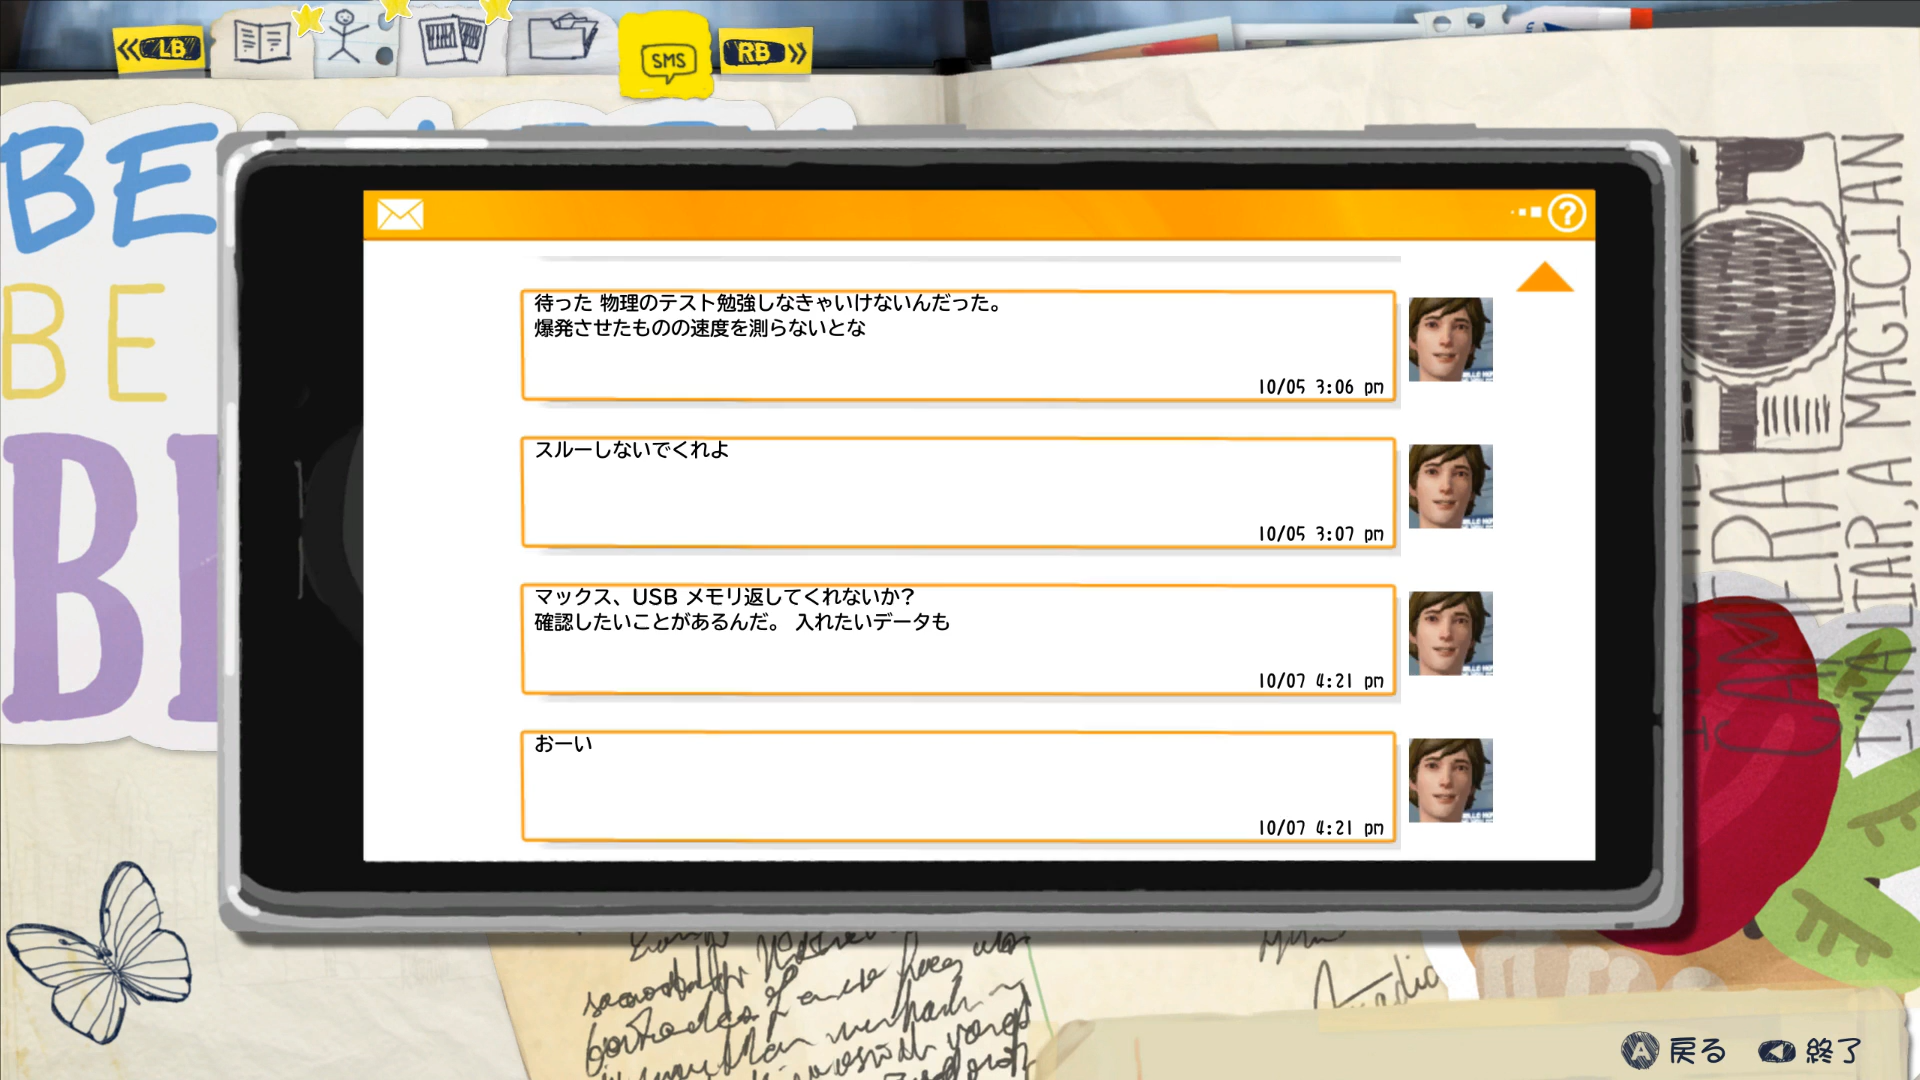 LB
SMS
RB
BE
BE
待った 物理のテスト勉強しなきゃいけないんだった。
爆発させたものの速度を測らないとな
10/05 3:06 pm
スルーしないでくれよ
10/05 3:07 pm
マックス、USB メモリ返してくれないか?
確認したいことがあるんだ。 入れたいデータも
10/07 4:21 pm
おーい
10/07 4:21 pm
CAMERA
I'M A LIAR, A MAGICIAN
A 戻る
終了